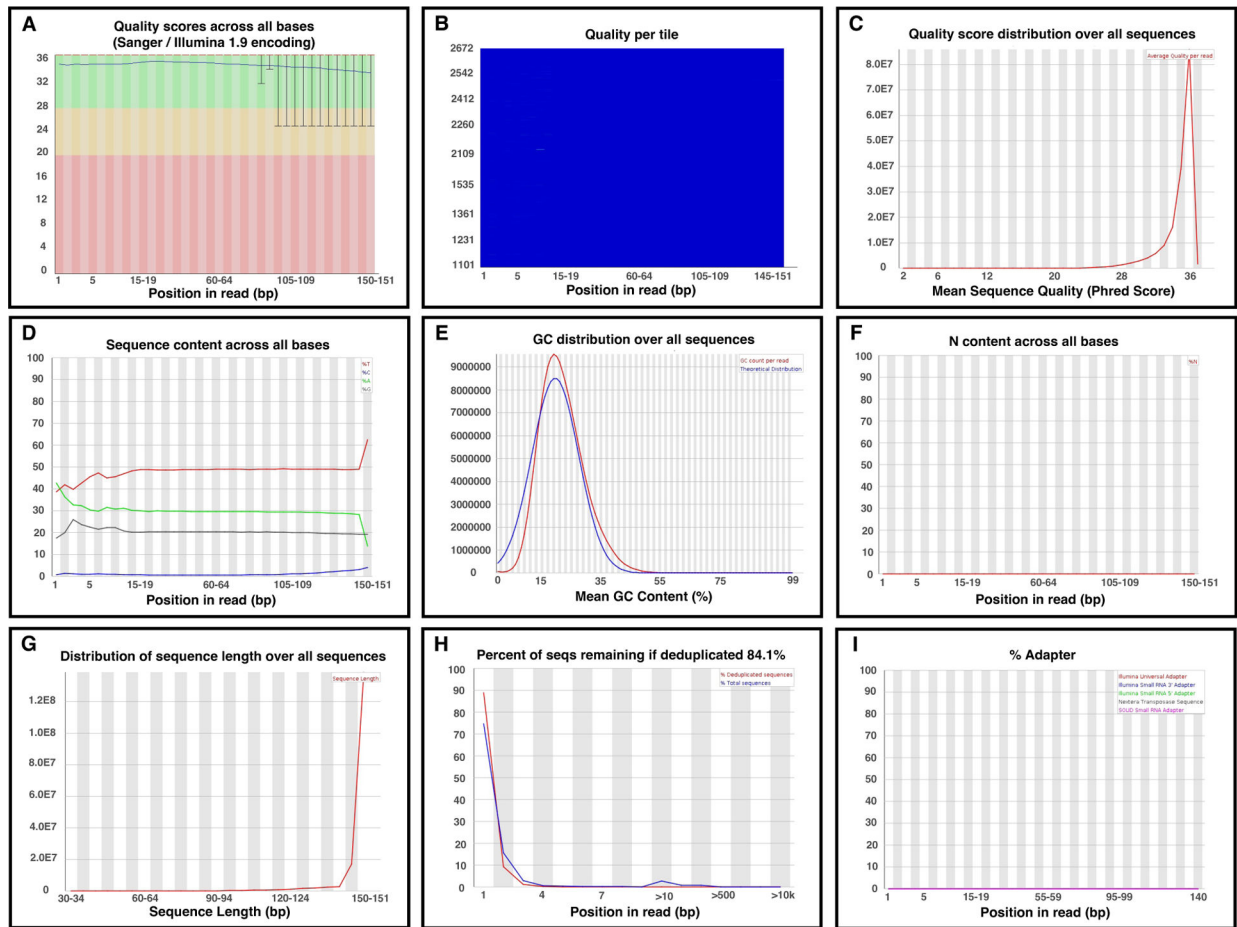 A
Quality scores across all bases
(Sanger / Illumina 1.9 encoding)
36
32
28
24
20
16
12
8
4
0
1
5
15-19
60-64
105-109
150-151
Position in read (bp)
B
Quality per tile
2672
2542
2412
2260
2109
1535
1361
1231
1101
1
5
15-19
60-64
105-109
145-151
Position in read (bp)
C
Quality score distribution over all sequences
Average Quality per read
8.0E7
7.0E7
6.0E7
5.0E7
4.0E7
3.0E7
2.0E7
1.0E7
0
2
6
12
20
28
36
Mean Sequence Quality (Phred Score)
D
Sequence content across all bases
%T
%C
%A
%G
100
90
80
70
60
50
40
30
20
10
0
1
5
15-19
60-64
105-109
150-151
Position in read (bp)
E
GC distribution over all sequences
GC count per read
Theoretical Distribution
9000000
8000000
7000000
6000000
5000000
4000000
3000000
2000000
1000000
0
0
15
35
55
75
99
Mean GC Content (%)
F
N content across all bases
%N
100
90
80
70
60
50
40
30
20
10
0
1
5
15-19
60-64
105-109
150-151
Position in read (bp)
G
Distribution of sequence length over all sequences
Sequence Length
1.2E8
1.0E8
8.0E7
6.0E7
4.0E7
2.0E7
0
30-34
60-64
90-94
120-124
150-151
Sequence Length (bp)
H
Percent of seqs remaining if deduplicated 84.1%
% Deduplicated sequences
% Total sequences
100
90
80
70
60
50
40
30
20
10
0
1
4
7
>10
>500
>10k
Position in read (bp)
I
% Adapter
Illumina Universal Adapter
Illumina Small RNA 3' Adapter
Illumina Small RNA 5' Adapter
Nextera Transposase Sequence
SOLID Small RNA Adapter
100
90
80
70
60
50
40
30
20
10
0
1
5
15-19
55-59
95-99
140
Position in read (bp)